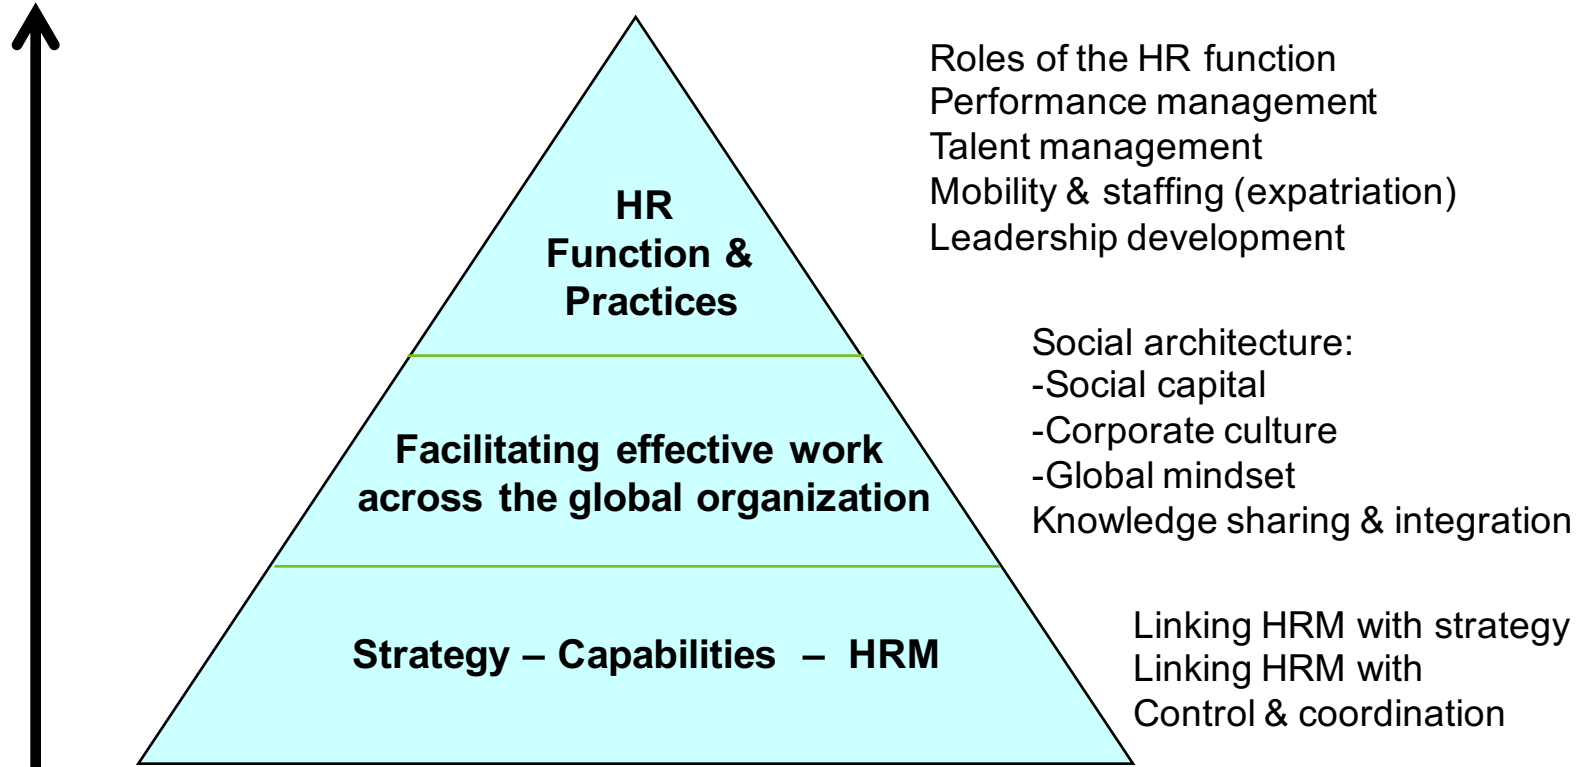 HR
Function &
Practices
Roles of the HR function
Performance management
Talent management
Mobility & staffing (expatriation)
Leadership development
Facilitating effective work
across the global organization
Social architecture:
-Social capital
-Corporate culture
-Global mindset
Knowledge sharing & integration
Strategy – Capabilities – HRM
Linking HRM with strategy
Linking HRM with
Control & coordination